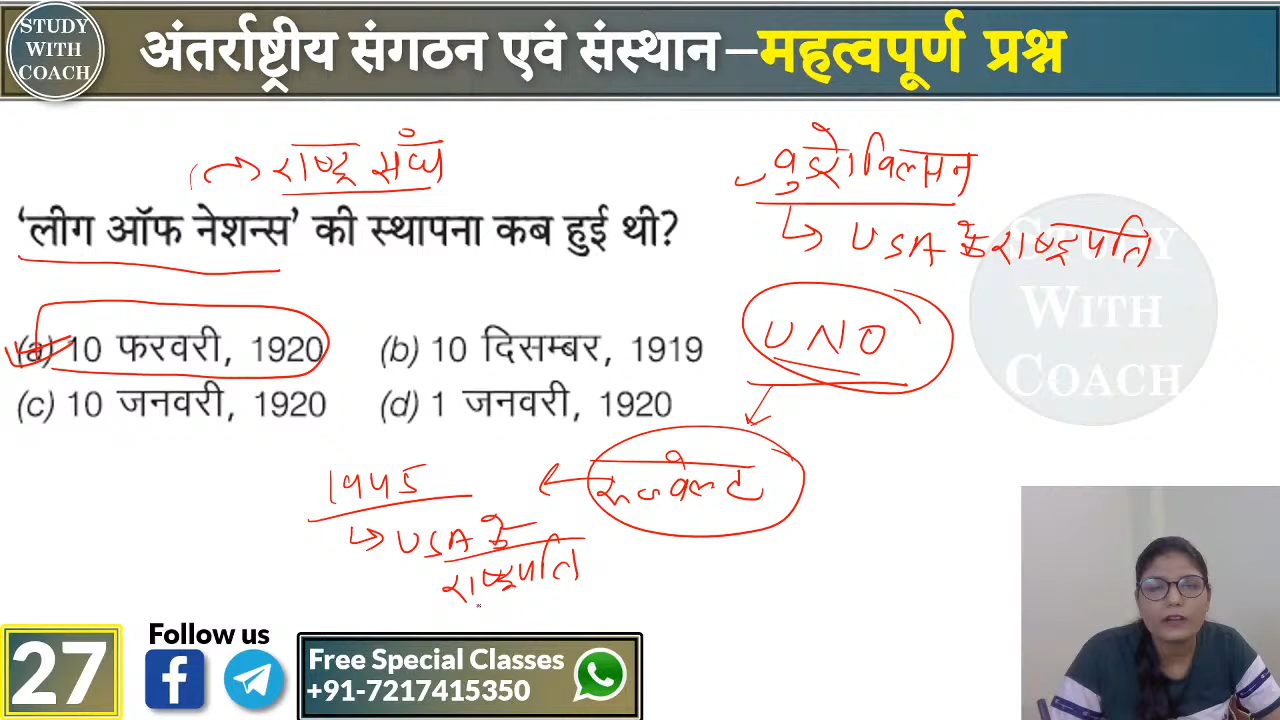 STUDY
WITH
COACH
अंतर्राष्ट्रीय संगठन एवं संस्थान–महत्वपूर्ण प्रश्न
राष्ट्र संघ
वुडरो विल्सन
‘लीग ऑफ नेशन्स’ की स्थापना कब हुई थी?
USA के राष्ट्रपति
(a) 10 फरवरी, 1920
(b) 10 दिसम्बर, 1919
UNO
(c) 10 जनवरी, 1920
(d) 1 जनवरी, 1920
STUDY
WITH
COACH
1945
रूजवेल्ट
USA के
राष्ट्रपति
27
Follow us
Free Special Classes
+91-7217415350